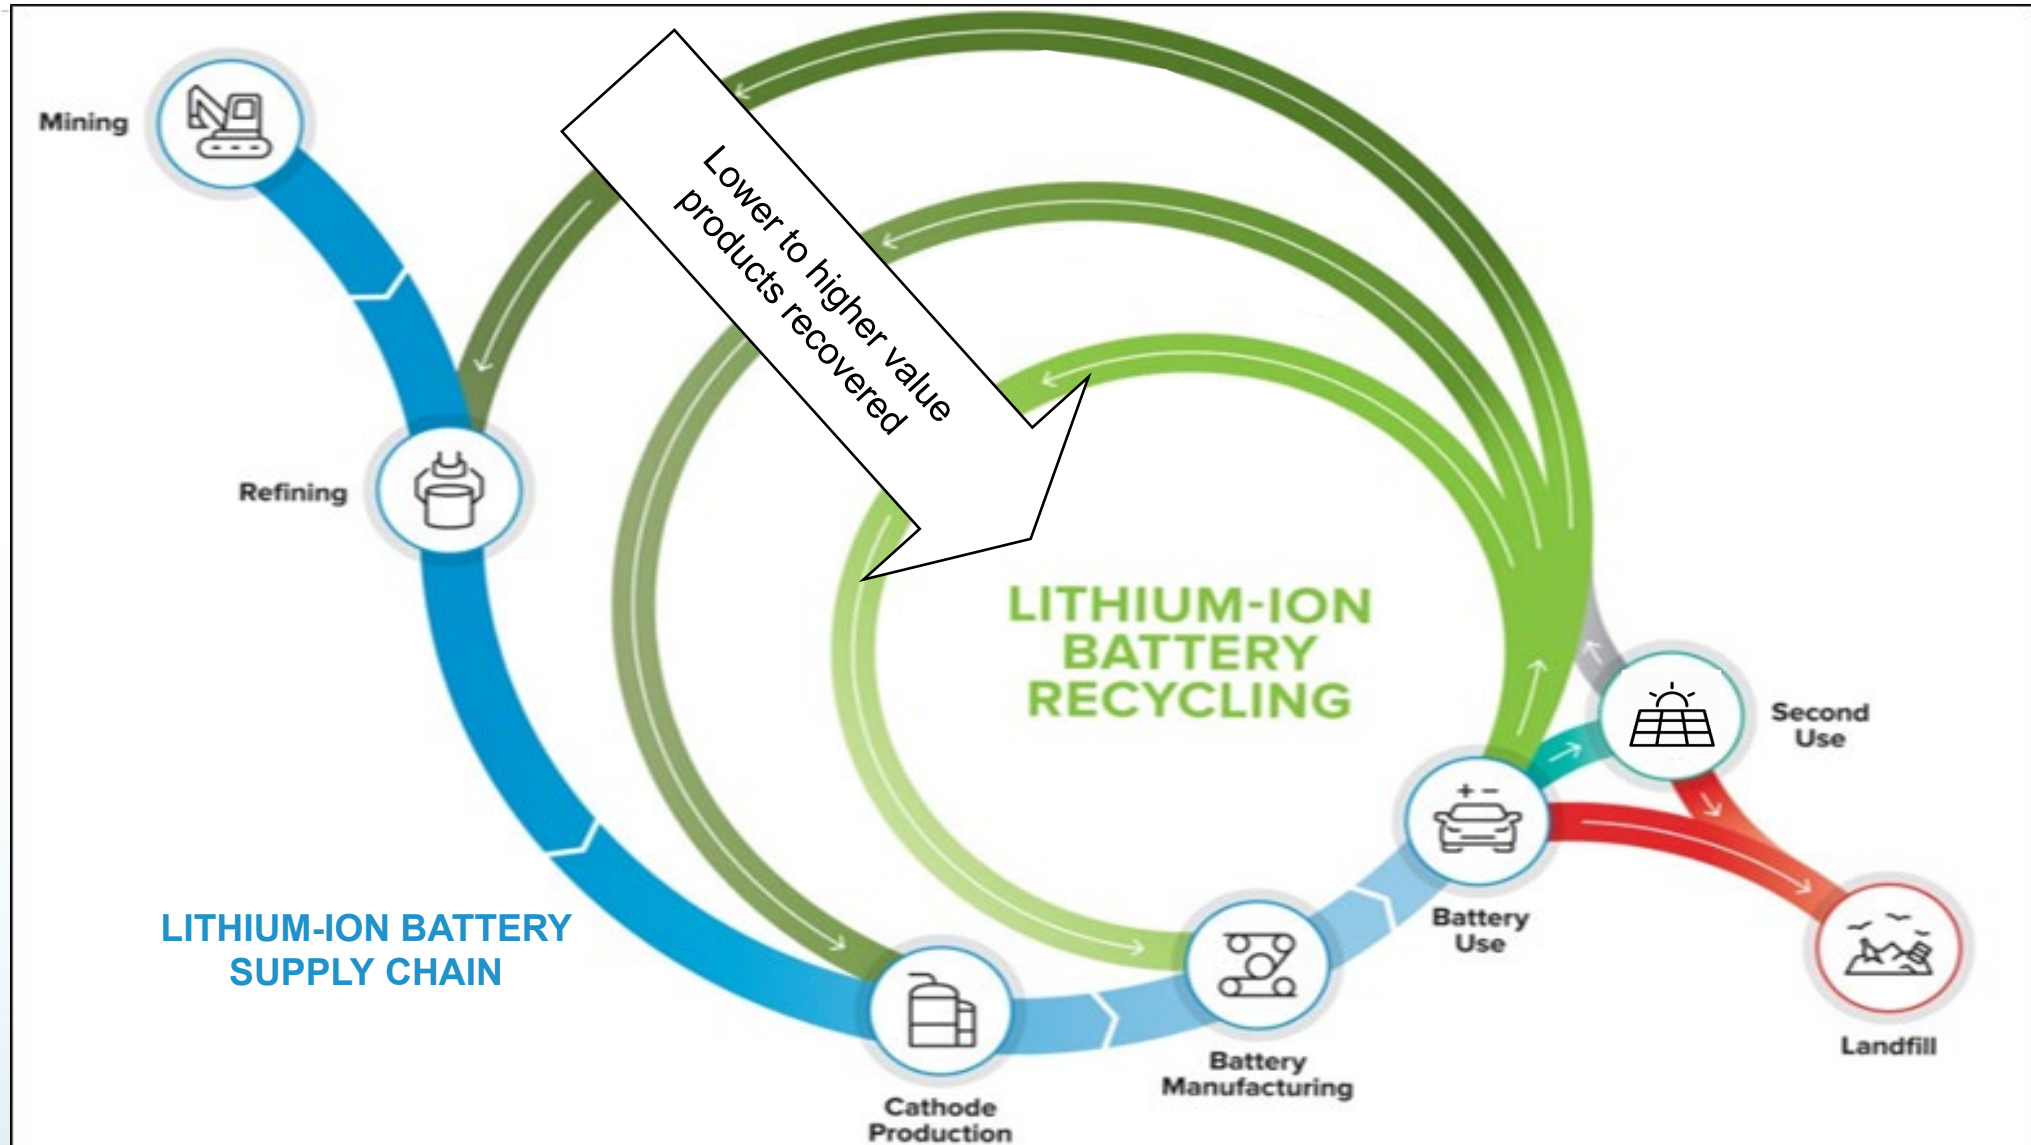 Mining
Lower to higher value
products recovered
Refining
LITHIUM-ION
BATTERY
RECYCLING
Second
Use
LITHIUM-ION BATTERY
SUPPLY CHAIN
+ −
Battery
Use
Landfill
Battery
Manufacturing
Cathode
Production